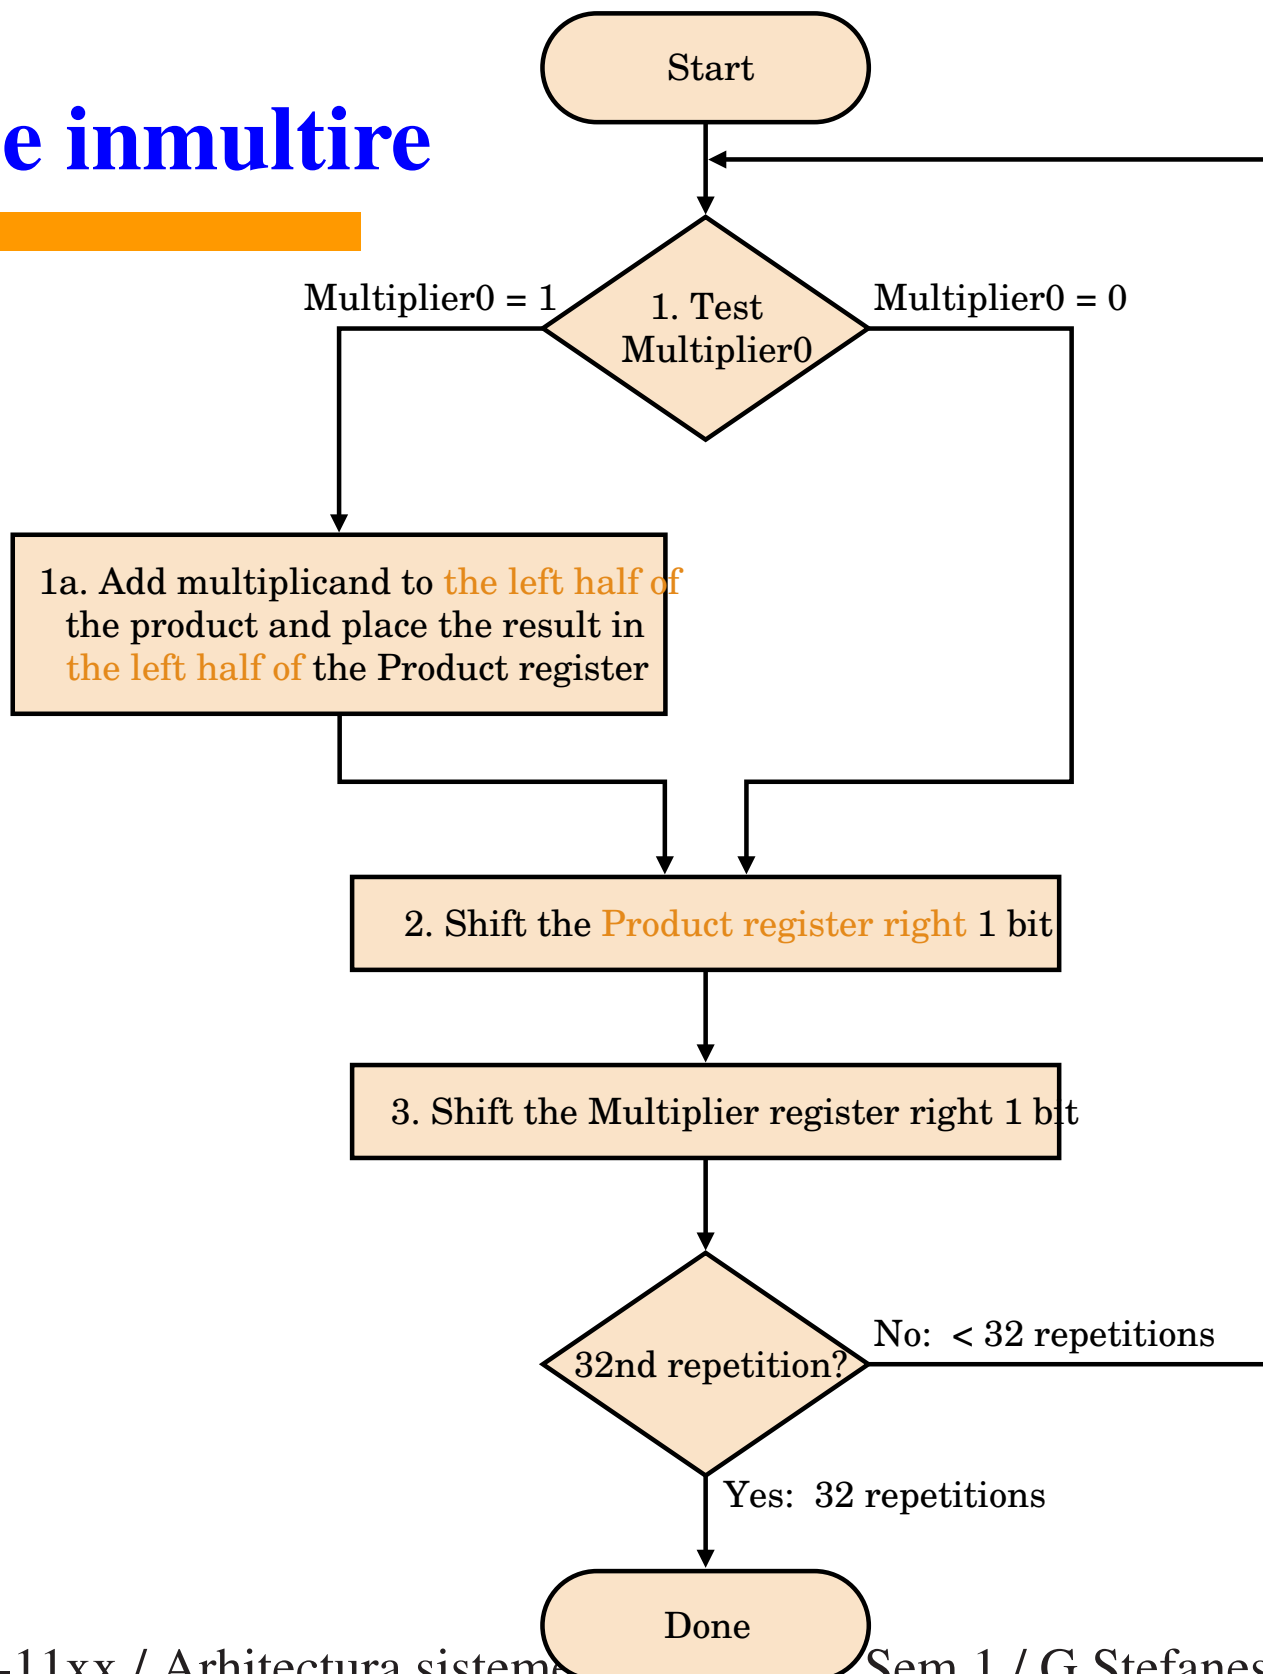 Start
e inmultire
Multiplier0 = 1
1. Test
Multiplier0
Multiplier0 = 0
1a. Add multiplicand to the left half of
the product and place the result in
the left half of the Product register
2. Shift the Product register right 1 bit
3. Shift the Multiplier register right 1 bit
No: < 32 repetitions
32nd repetition?
Yes: 32 repetitions
Done
-11xx / Arhitectura sisteme Sem 1 / G Stefanes